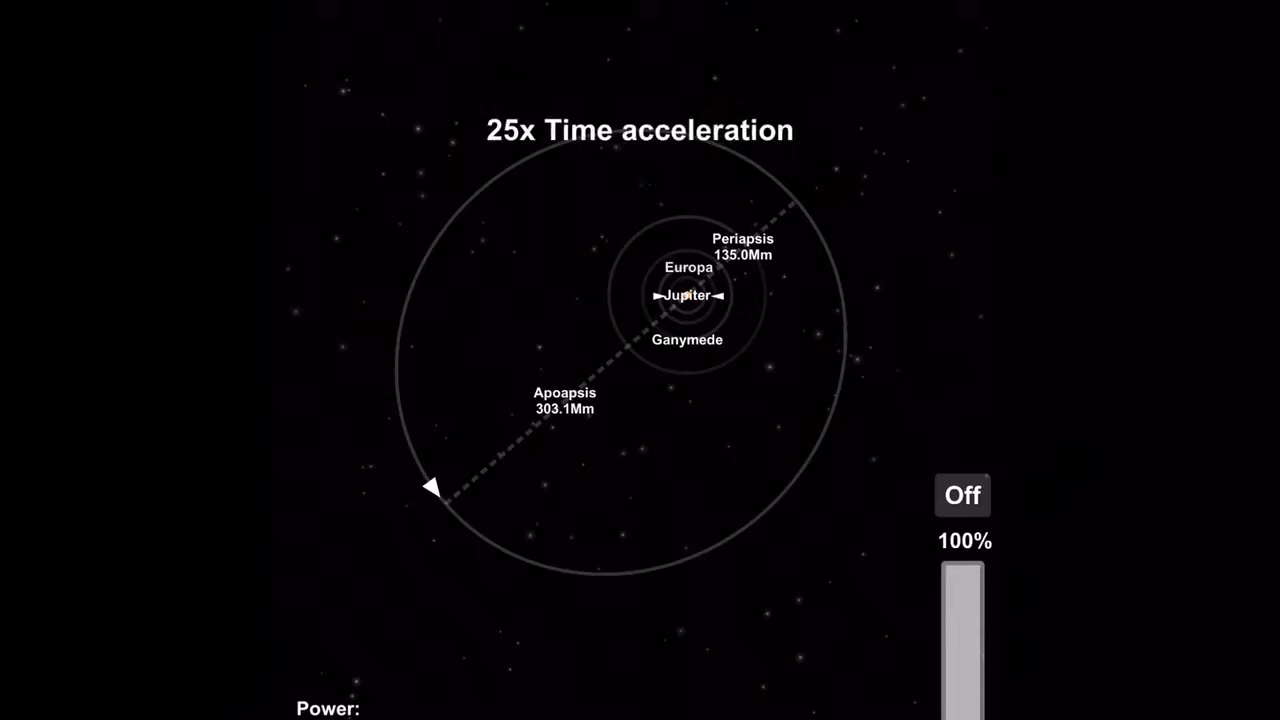 25x Time acceleration
Periapsis
135.0Mm
Europa
Jupiter
Ganymede
Apoapsis
303.1Mm
Off
100%
Power: